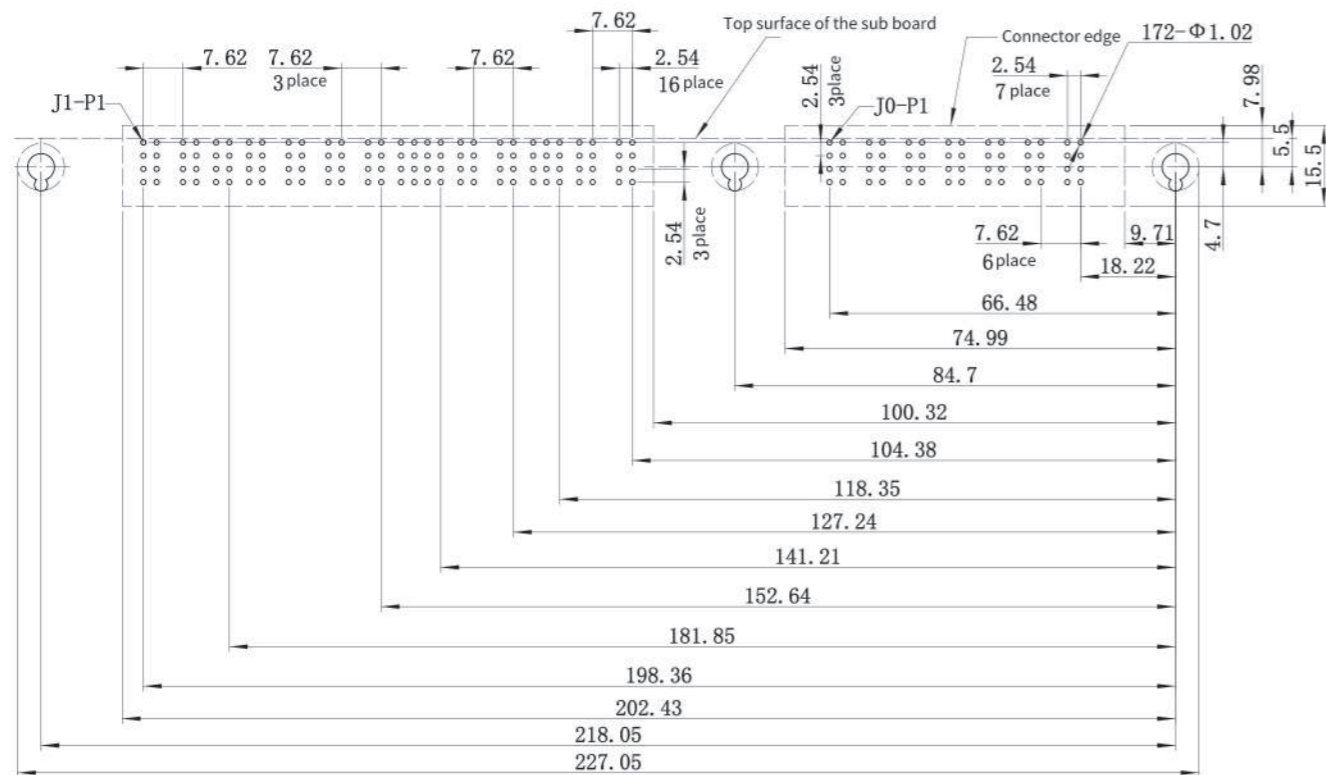 7.62
Top surface of the sub board
Connector edge
172-Φ1.02
7.62
7.62
3 place
7.62
2.54
16 place
2.54
3place
2.54
7 place
7.98
J1-P1
J0-P1
5.5
15.5
2.54
3 place
7.62
6 place
9.71
4.7
18.22
66.48
74.99
84.7
100.32
104.38
118.35
127.24
141.21
152.64
181.85
198.36
202.43
218.05
227.05